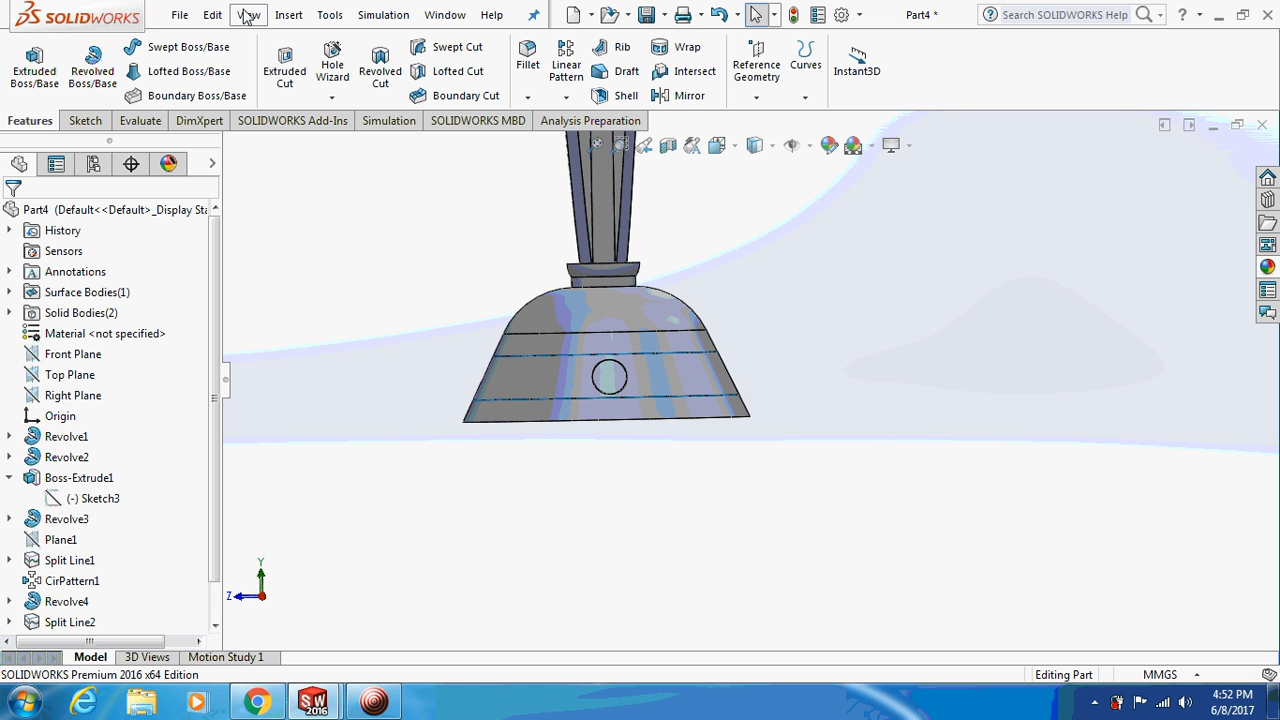 SOLIDWORKS File Edit View Insert Tools Simulation Window Help Part4 * Search SOLIDWORKS Help
Extruded Boss/Base
Revolved Boss/Base
Swept Boss/Base
Lofted Boss/Base
Boundary Boss/Base
Extruded Cut
Hole Wizard
Revolved Cut
Swept Cut
Lofted Cut
Boundary Cut
Fillet
Linear Pattern
Rib
Draft
Shell
Wrap
Intersect
Mirror
Reference Geometry
Curves
Instant3D
Features Sketch Evaluate DimXpert SOLIDWORKS Add-Ins Simulation SOLIDWORKS MBD Analysis Preparation
Part4 (Default<<Default>_Display Sta
History
Sensors
Annotations
Surface Bodies(1)
Solid Bodies(2)
Material <not specified>
Front Plane
Top Plane
Right Plane
Origin
Revolve1
Revolve2
Boss-Extrude1
(-) Sketch3
Revolve3
Plane1
Split Line1
CirPattern1
Revolve4
Split Line2
Y
Z
Model 3D Views Motion Study 1
SOLIDWORKS Premium 2016 x64 Edition Editing Part MMGS
SW 2016
4:52 PM
6/8/2017